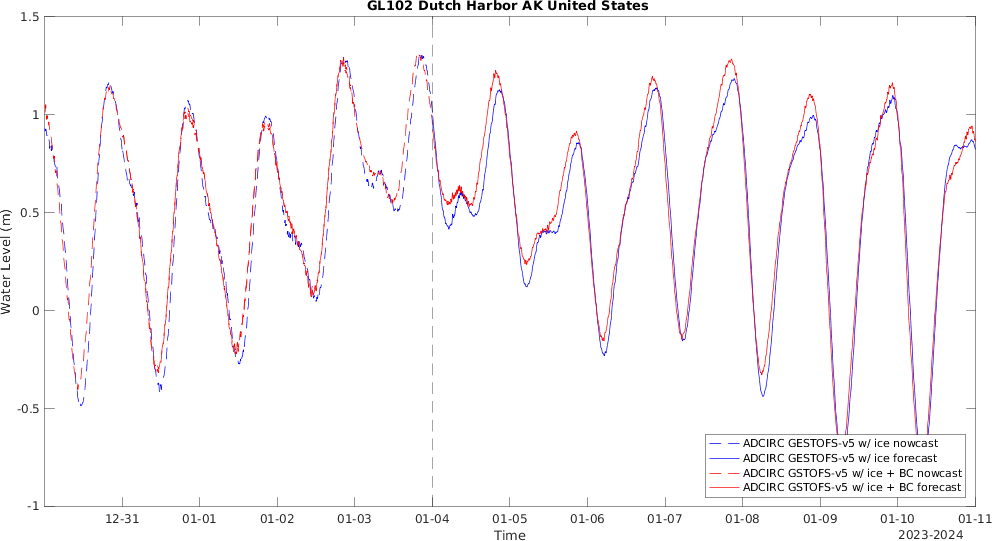 GL102 Dutch Harbor AK United States
1.5
1
0.5
0
-0.5
-1
Water Level (m)
ADCIRC GESTOFS-v5 w/ ice nowcast
ADCIRC GESTOFS-v5 w/ ice forecast
ADCIRC GSTOFS-v5 w/ ice + BC nowcast
ADCIRC GSTOFS-v5 w/ ice + BC forecast
12-31 01-01 01-02 01-03 01-04 01-05 01-06 01-07 01-08 01-09 01-10 01-11
Time
2023-2024